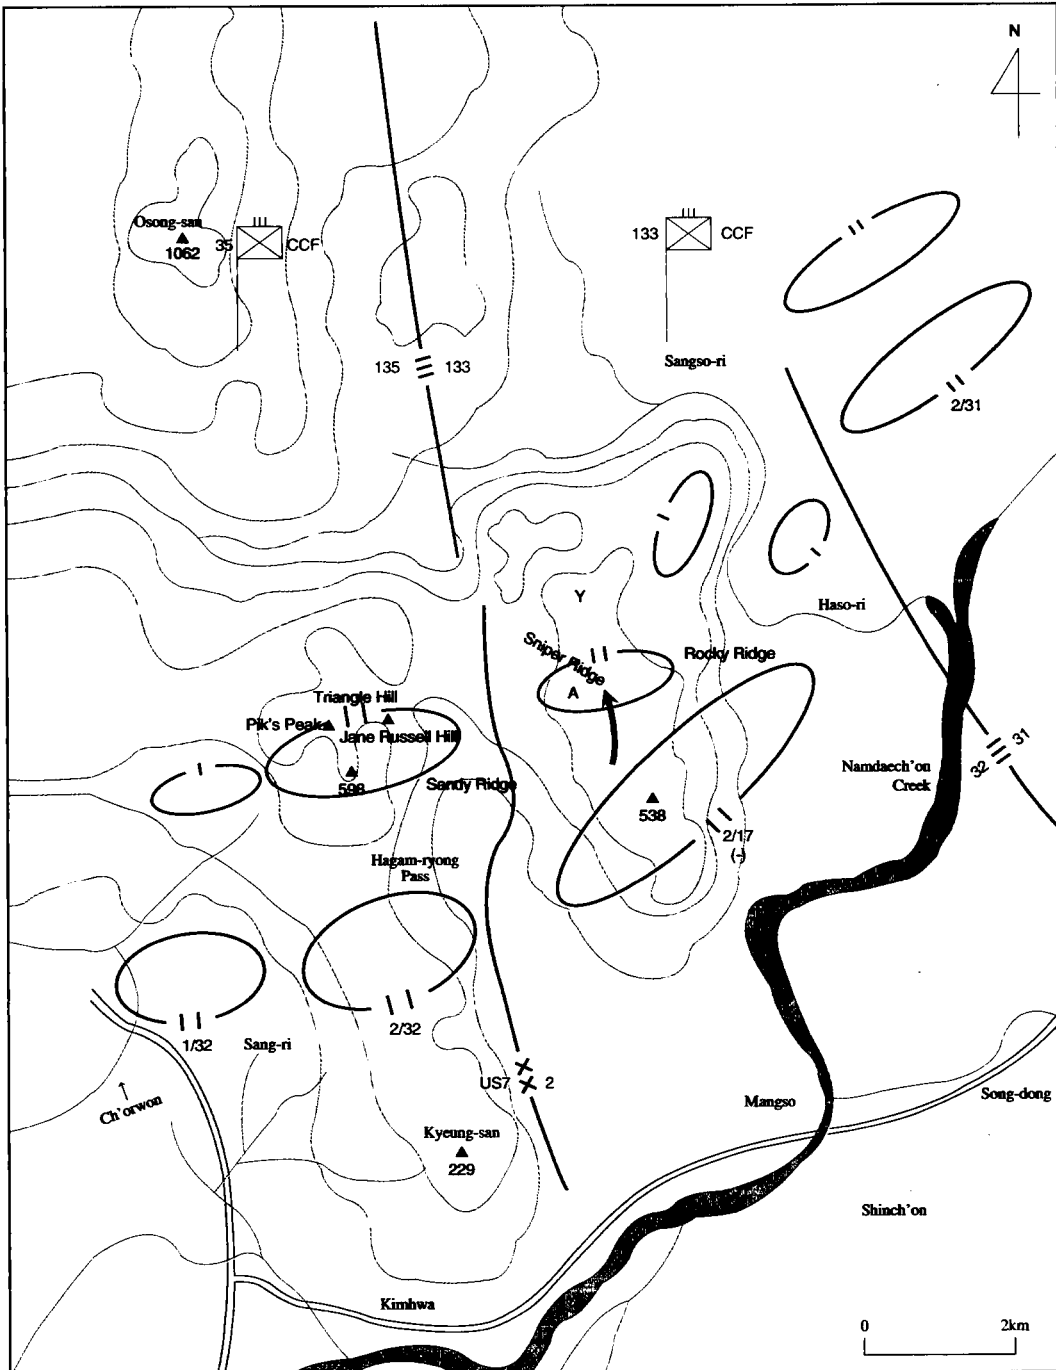 N
Osong-san
1062
35
CCF
133
CCF
Sangso-ri
135
133
2/31
Haso-ri
Y
Sniper Ridge
Rocky Ridge
A
Triangle Hill
Pik's Peak
Jane Russell Hill
598
Sandy Ridge
538
2/17
(-)
Namdaech'on
Creek
31
32
Hagam-ryong
Pass
1/32
2/32
Sang-ri
Ch'orwon
US7
2
Kyeung-san
229
Mangso
Song-dong
Shinch'on
Kimhwa
0
2km